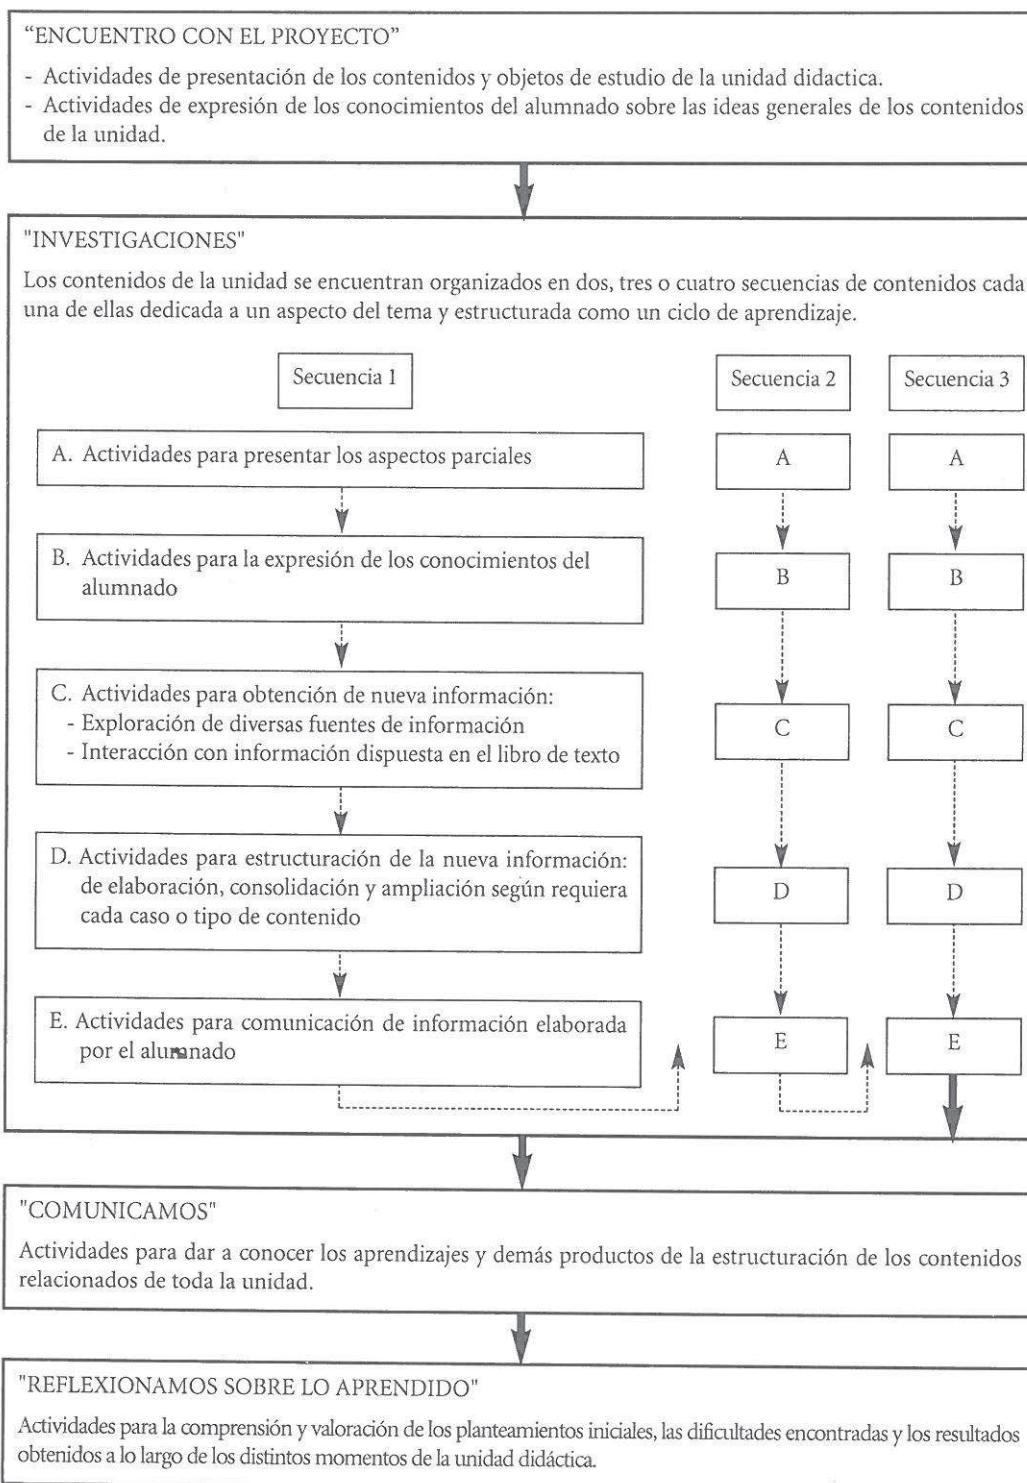 “ENCUENTRO CON EL PROYECTO”
- Actividades de presentación de los contenidos y objetos de estudio de la unidad didactica.
- Actividades de expresión de los conocimientos del alumnado sobre las ideas generales de los contenidos
de la unidad.
"INVESTIGACIONES"
Los contenidos de la unidad se encuentran organizados en dos, tres o cuatro secuencias de contenidos cada
una de ellas dedicada a un aspecto del tema y estructurada como un ciclo de aprendizaje.
Secuencia 1
A. Actividades para presentar los aspectos parciales
B. Actividades para la expresión de los conocimientos del
alumnado
C. Actividades para obtención de nueva información:
- Exploración de diversas fuentes de información
- Interacción con información dispuesta en el libro de texto
D. Actividades para estructuración de la nueva información:
de elaboración, consolidación y ampliación según requiera
cada caso o tipo de contenido
E. Actividades para comunicación de información elaborada
por el alumnado
Secuencia 2
A
B
C
D
E
Secuencia 3
A
B
C
D
E
"COMUNICAMOS"
Actividades para dar a conocer los aprendizajes y demás productos de la estructuración de los contenidos
relacionados de toda la unidad.
"REFLEXIONAMOS SOBRE LO APRENDIDO"
Actividades para la comprensión y valoración de los planteamientos iniciales, las dificultades encontradas y los resultados
obtenidos a lo largo de los distintos momentos de la unidad didáctica.